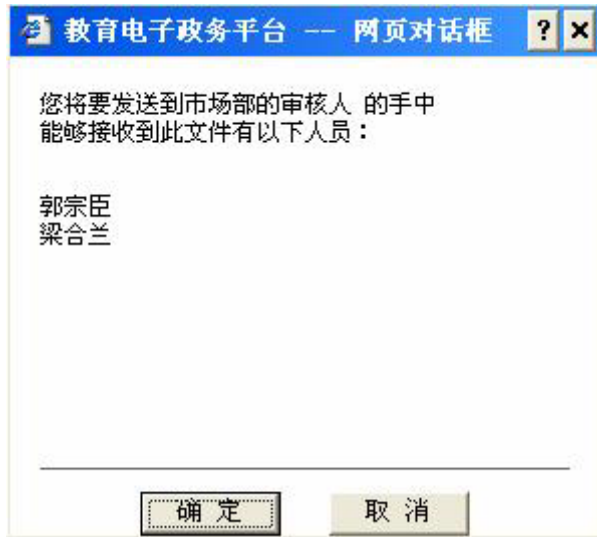 教育电子政务平台 -- 网页对话框
您将要发送到市场部的审核人 的手中
能够接收到此文件有以下人员：
郭宗臣
梁合兰
确 定
取 消